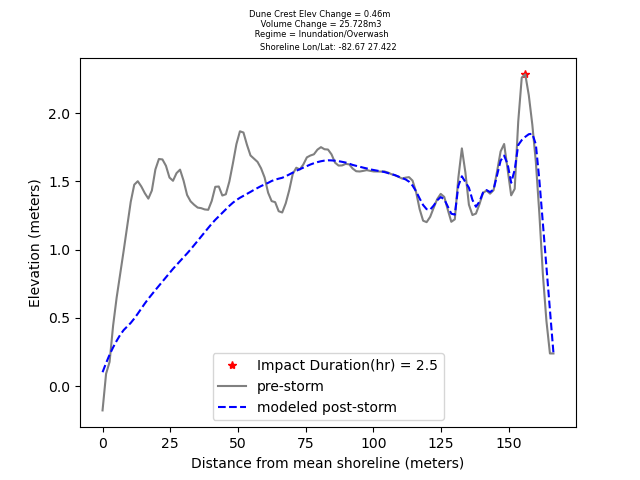 Dune Crest Elev Change = 0.46m
Volume Change = 25.728m3
Regime = Inundation/Overwash
Shoreline Lon/Lat: -82.67 27.422
Elevation (meters)
2.0
1.5
1.0
0.5
0.0
Impact Duration(hr) = 2.5
pre-storm
modeled post-storm
0 25 50 75 100 125 150
Distance from mean shoreline (meters)